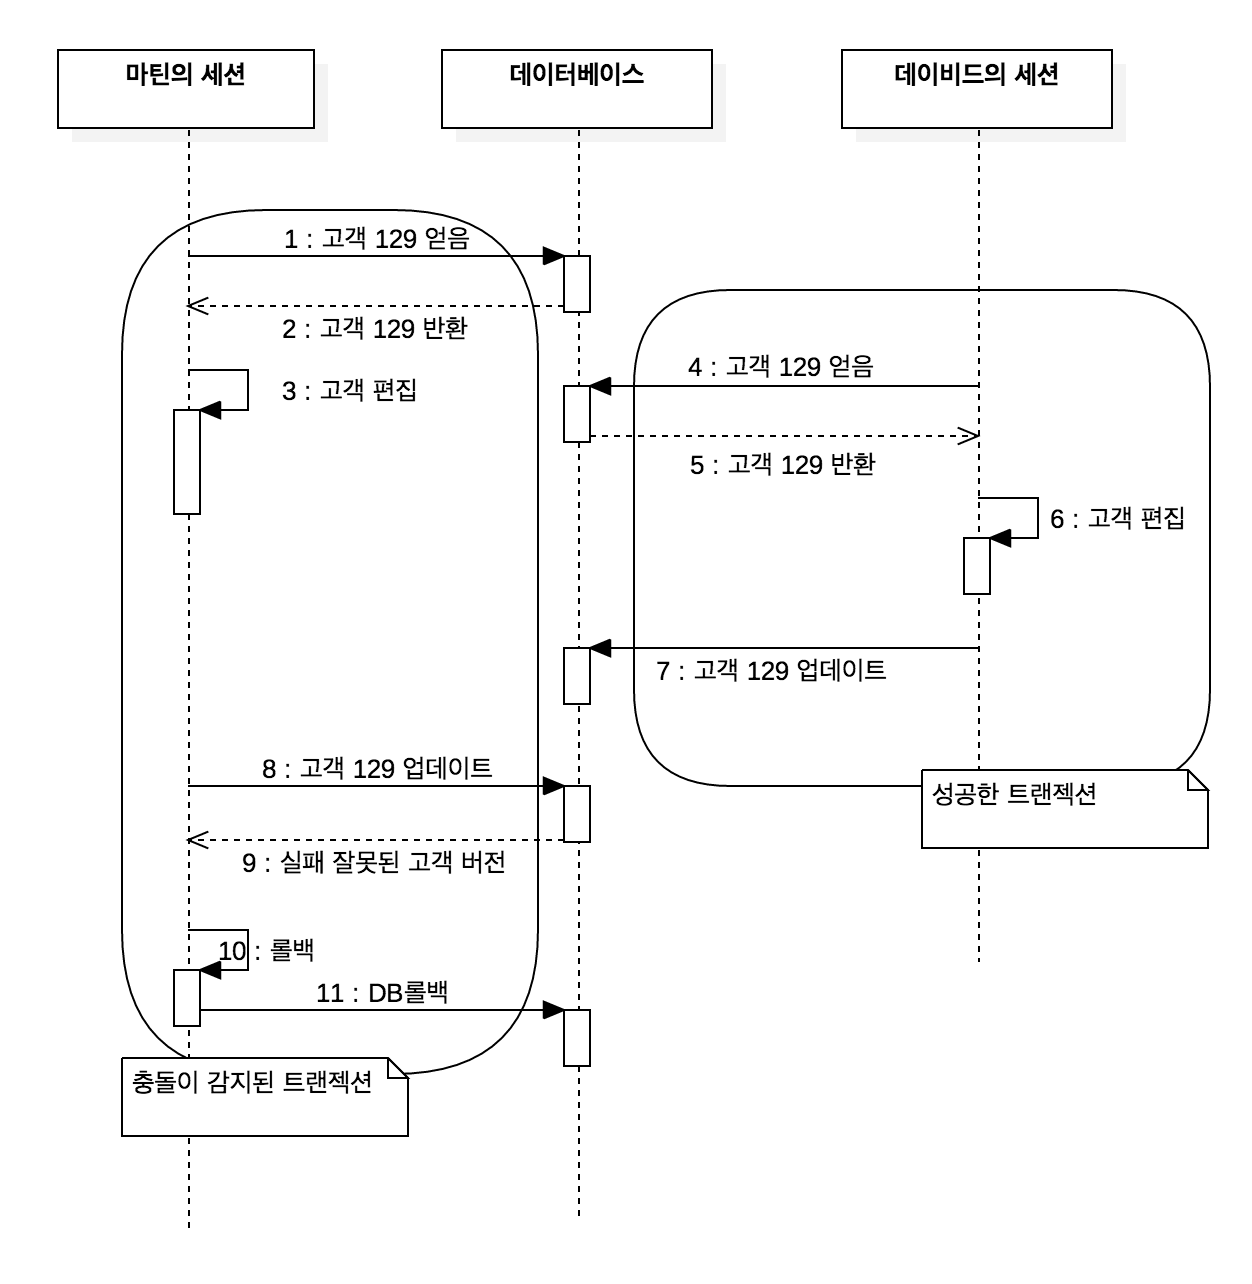 마틴의 세션
데이터베이스
데이비드의 세션
1 : 고객 129 얻음
2 : 고객 129 반환
3 : 고객 편집
4 : 고객 129 얻음
5 : 고객 129 반환
6 : 고객 편집
7 : 고객 129 업데이트
8 : 고객 129 업데이트
성공한 트랜젝션
9 : 실패 잘못된 고객 버전
10 : 롤백
11 : DB롤백
충돌이 감지된 트랜젝션